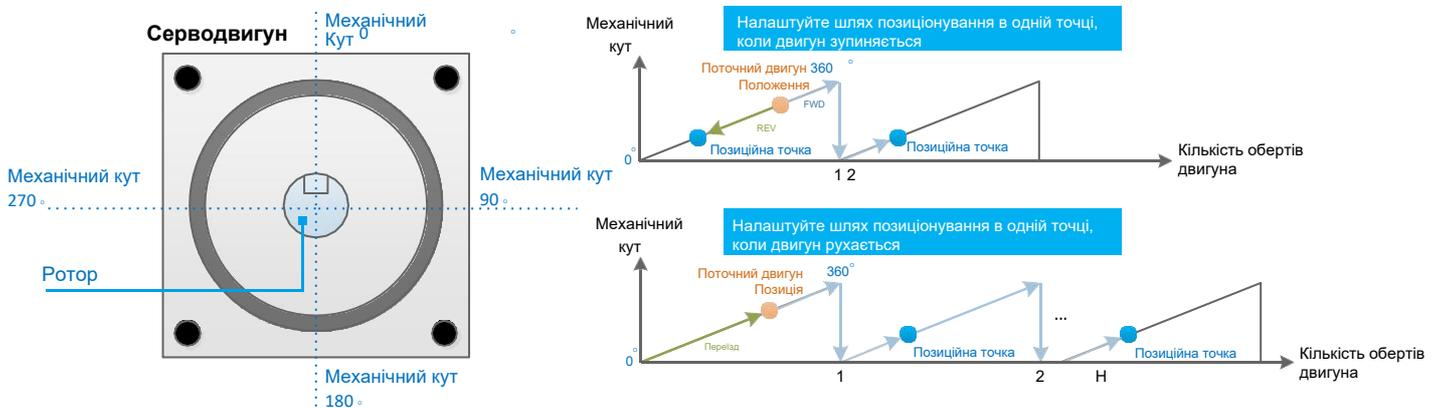 Серводвигун
Механічний
Кут 0°
Механічний кут
270°
Механічний кут
90°
Ротор
Механічний кут
180°
Механічний
кут
Налаштуйте шлях позиціонування в одній точці,
коли двигун зупиняється
Поточний двигун 360°
Положення
FWD
REV
Позиційна точка
Позиційна точка
0°
1 2
Кількість обертів
двигуна
Механічний
кут
Налаштуйте шлях позиціонування в одній точці,
коли двигун рухається
Поточний двигун 360°
Позиція
...
Переїзд
Позиційна точка
Позиційна точка
0°
1 2 Н
Кількість обертів
двигуна